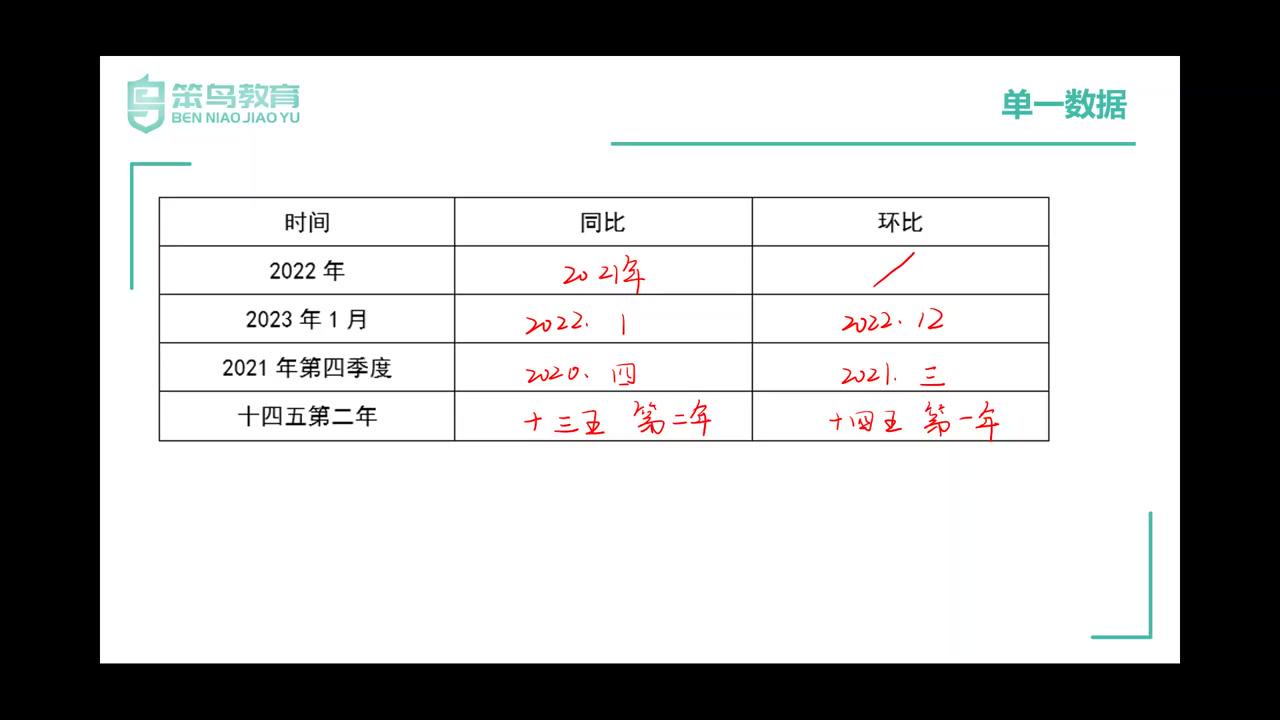 笨鸟教育
BEN NIAO JIAO YU
单一数据
时间 同比 环比
2022 年 2021年 /
2023 年 1 月 2022. 1 2022. 12
2021 年第四季度 2020. 四 2021. 三
十四五第二年 十三五 第二年 十四五 第一年